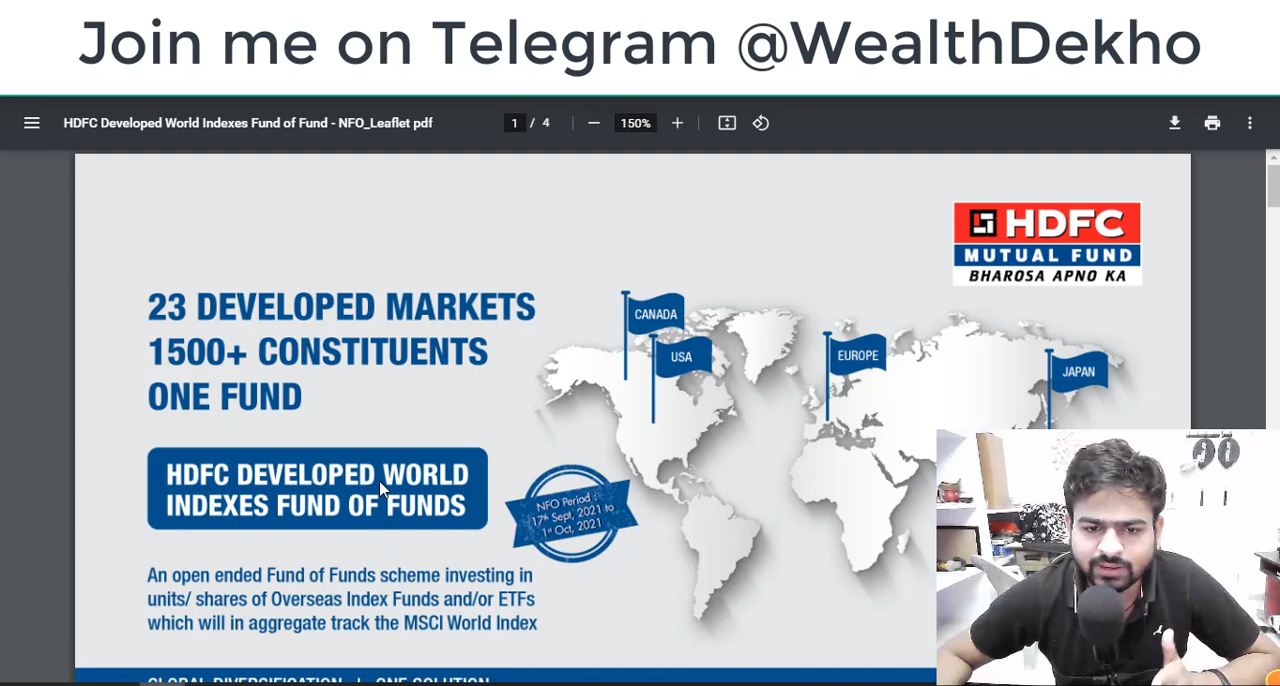 Join me on Telegram @WealthDekho
HDFC Developed World Indexes Fund of Fund - NFO_Leaflet pdf
1 / 4
150%
HDFC
MUTUAL FUND
BHAROSA APNO KA
23 DEVELOPED MARKETS
1500+ CONSTITUENTS
ONE FUND
CANADA
USA
EUROPE
JAPAN
HDFC DEVELOPED WORLD
INDEXES FUND OF FUNDS
NFO Period :
17th Sept, 2021 to
1st Oct, 2021
An open ended Fund of Funds scheme investing in
units/ shares of Overseas Index Funds and/or ETFs
which will in aggregate track the MSCI World Index
GLOBAL DIVERSIFICATION | ONE SOLUTION